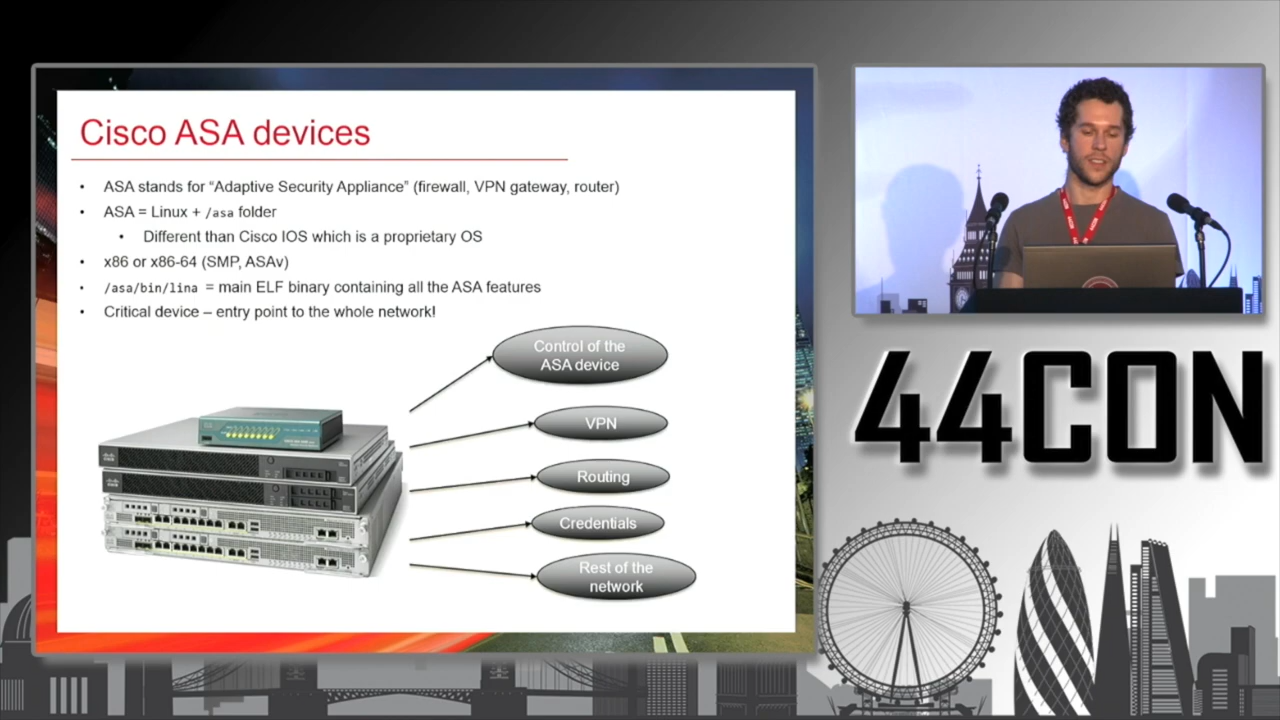 Cisco ASA devices
• ASA stands for “Adaptive Security Appliance” (firewall, VPN gateway, router)
• ASA = Linux + /asa folder
• Different than Cisco IOS which is a proprietary OS
• x86 or x86-64 (SMP, ASAv)
• /asa/bin/lina = main ELF binary containing all the ASA features
• Critical device – entry point to the whole network!
Control of the
ASA device
VPN
Routing
Credentials
Rest of the
network
44CON